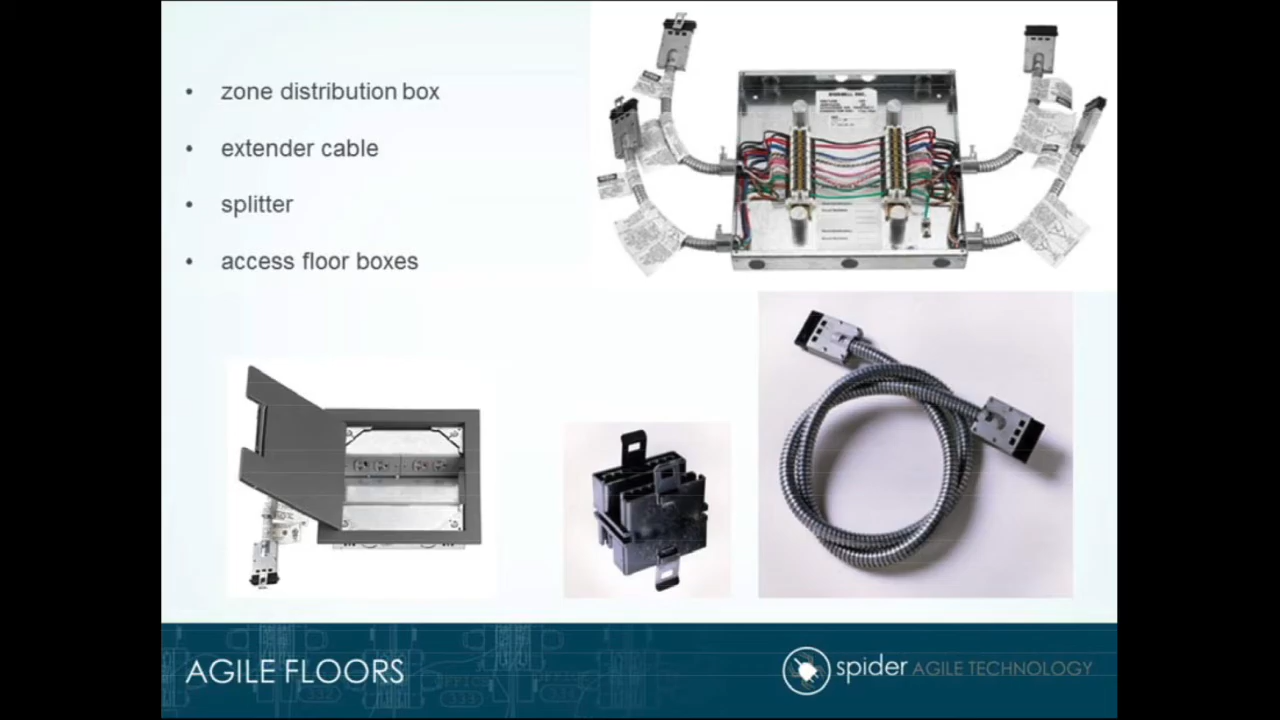 zone distribution box
extender cable
splitter
access floor boxes
AGILE FLOORS
spider AGILE TECHNOLOGY